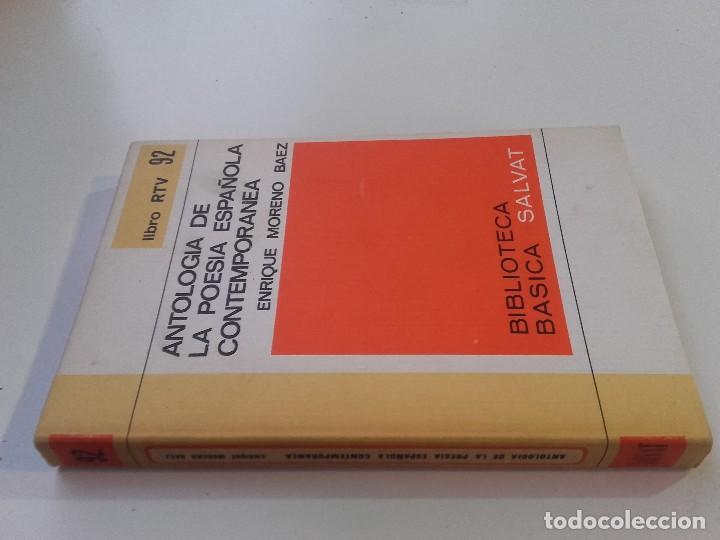 libro RTV 92
ANTOLOGIA DE
LA POESIA ESPAÑOLA
CONTEMPORANEA
ENRIQUE MORENO BAEZ
BIBLIOTECA
BASICA SALVAT
92
ENRIQUE MORENO BAEZ
ANTOLOGIA DE LA POESIA ESPAÑOLA CONTEMPORANEA
todocoleccion